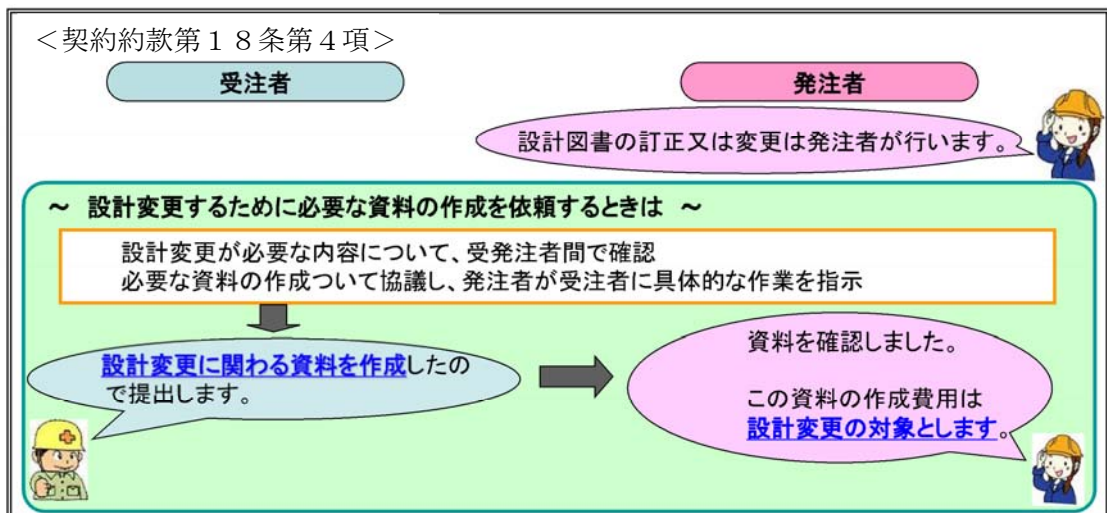 ＜契約約款第１８条第４項＞
受注者
発注者
設計図書の訂正又は変更は発注者が行います。
～ 設計変更するために必要な資料の作成を依頼するときは ～
設計変更が必要な内容について、受発注者間で確認
必要な資料の作成ついて協議し、発注者が受注者に具体的な作業を指示
設計変更に関わる資料を作成したの
で提出します。
資料を確認しました。
この資料の作成費用は
設計変更の対象とします。